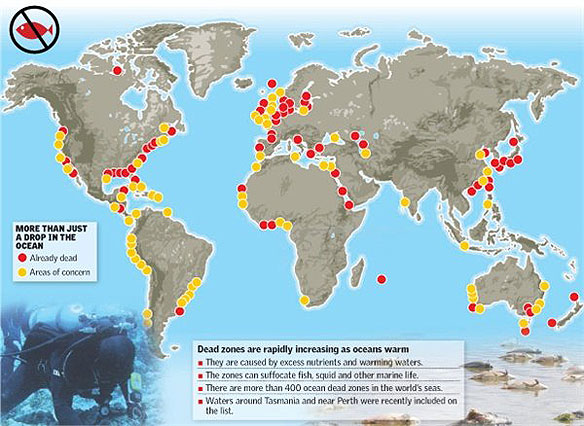 MORE THAN JUST
A DROP IN THE
OCEAN
Already dead
Areas of concern
Dead zones are rapidly increasing as oceans warm
They are caused by excess nutrients and warming waters.
The zones can suffocate fish, squid and other marine life.
There are more than 400 ocean dead zones in the world's seas.
Waters around Tasmania and near Perth were recently included on
the list.